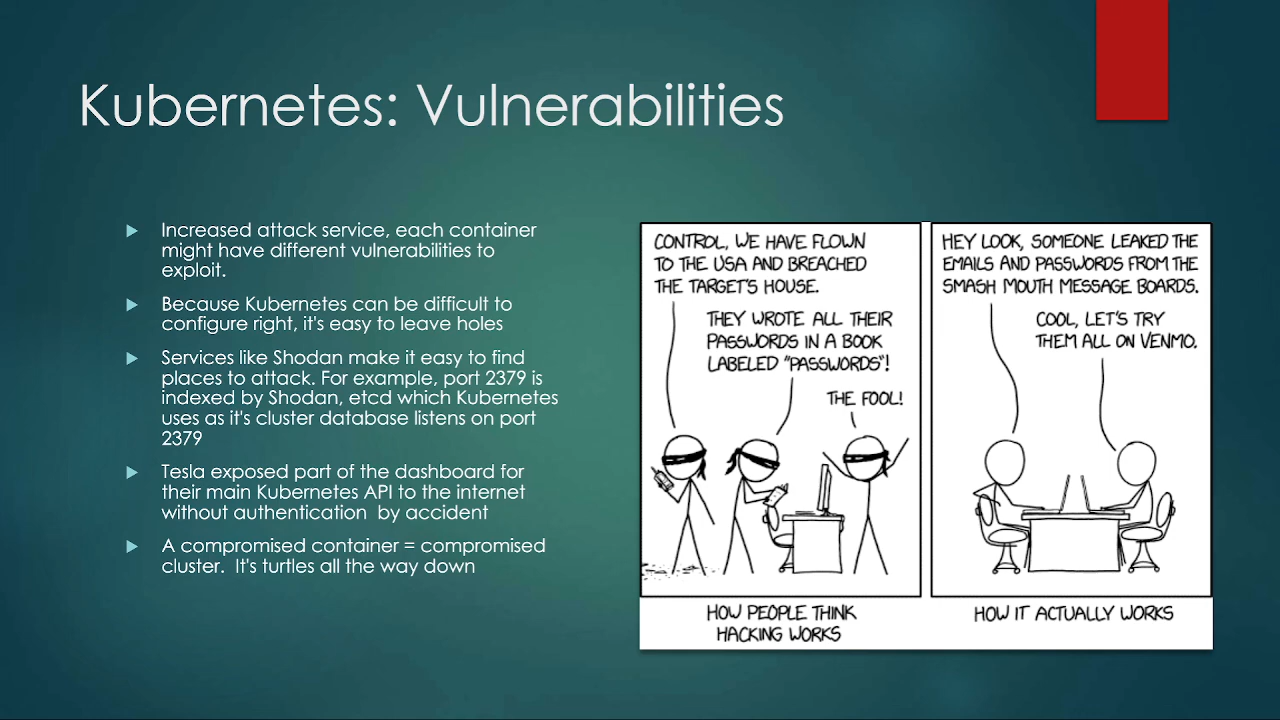 Kubernetes: Vulnerabilities
Increased attack service, each container
might have different vulnerabilities to
exploit.
Because Kubernetes can be difficult to
configure right, it's easy to leave holes
Services like Shodan make it easy to find
places to attack. For example, port 2379 is
indexed by Shodan, etcd which Kubernetes
uses as it's cluster database listens on port
2379
Tesla exposed part of the dashboard for
their main Kubernetes API to the internet
without authentication  by accident
A compromised container = compromised
cluster.  It's turtles all the way down
CONTROL, WE HAVE FLOWN
TO THE USA AND BREACHED
THE TARGET'S HOUSE.
THEY WROTE ALL THEIR
PASSWORDS IN A BOOK
LABELED "PASSWORDS"!
THE FOOL!
HOW PEOPLE THINK
HACKING WORKS
HEY LOOK, SOMEONE LEAKED THE
EMAILS AND PASSWORDS FROM THE
SMASH MOUTH MESSAGE BOARDS.
COOL, LET'S TRY
THEM ALL ON VENMO.
HOW IT ACTUALLY WORKS